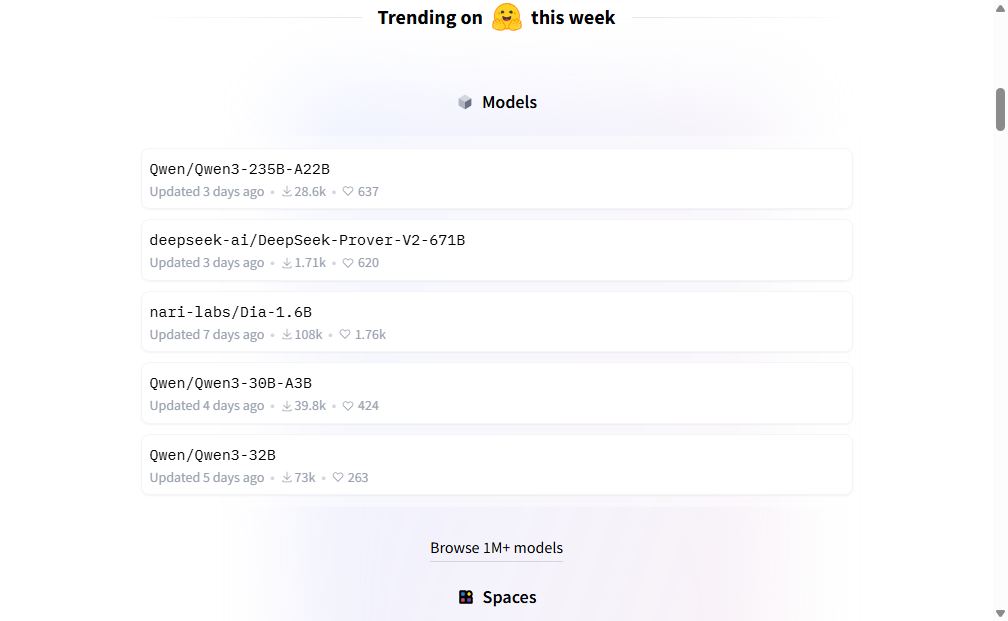 Trending on 🤗 this week
Models
Qwen/Qwen3-235B-A22B
Updated 3 days ago • 28.6k • 637
deepseek-ai/DeepSeek-Prover-V2-671B
Updated 3 days ago • 1.71k • 620
nari-labs/Dia-1.6B
Updated 7 days ago • 108k • 1.76k
Qwen/Qwen3-30B-A3B
Updated 4 days ago • 39.8k • 424
Qwen/Qwen3-32B
Updated 5 days ago • 73k • 263
Browse 1M+ models
Spaces